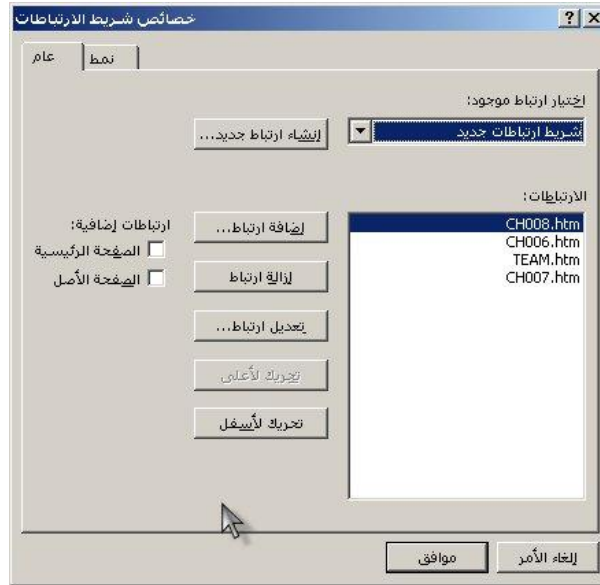 خصائص شريط الارتباطات
عام
نمط
اختيار ارتباط موجود:
شريط ارتباطات جديد
إنشاء ارتباط جديد...
الارتباطات:
CH008.htm
CH006.htm
TEAM.htm
CH007.htm
إضافة ارتباط...
إزالة ارتباط
تعديل ارتباط...
تحريك لأعلى
تحريك لأسفل
ارتباطات إضافية:
الصفحة الرئيسية
الصفحة الأصل
موافق
إلغاء الأمر